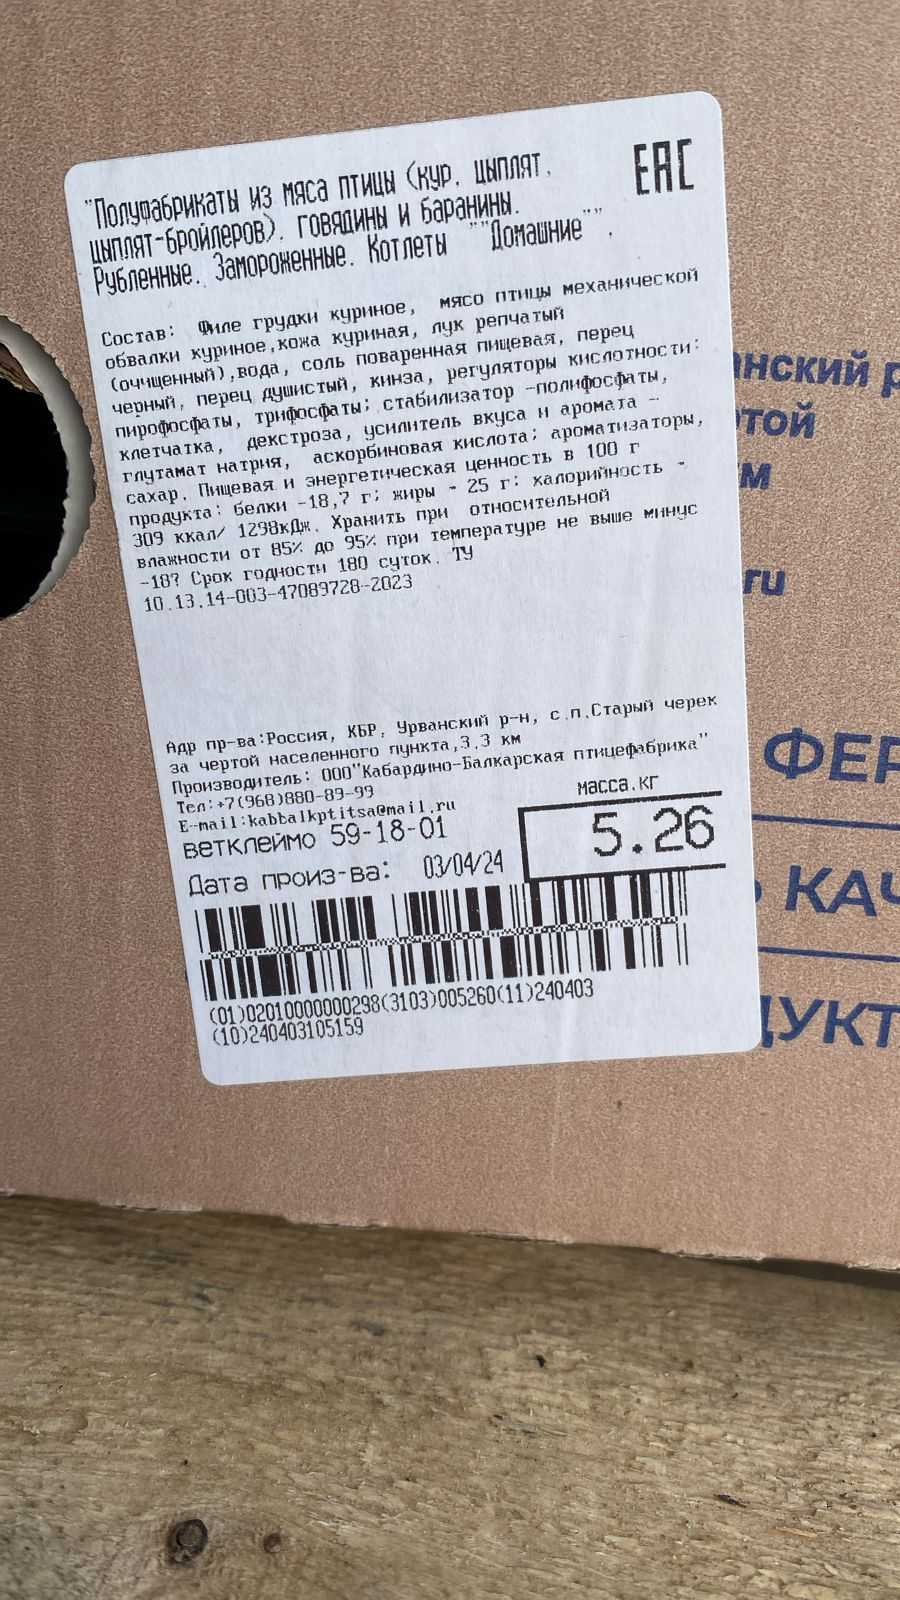 "Полуфабрикаты из мяса птицы (кур, цыплят,
цыплят-бройлеров), говядины и баранины.
Рубленные. Замороженные. Котлеты ""Домашние"".
EAC
Состав: Филе грудки куриное, мясо птицы механической
обвалки куриное,кожа куриная, лук репчатый
(очищенный),вода, соль поваренная пищевая, перец
черный, перец душистый, кинза, регуляторы кислотности:
пирофосфаты, трифосфаты; стабилизатор -полифосфаты,
клетчатка, декстроза, усилитель вкуса и аромата -
глутамат натрия, аскорбиновая кислота; ароматизаторы,
сахар. Пищевая и энергетическая ценность в 100 г
продукта: белки -18,7 г; жиры - 25 г; калорийность -
309 ккал/ 1298кДж. Хранить при относительной
влажности от 85% до 95% при температуре не выше минус
-18? Срок годности 180 суток. ТУ
10.13.14-003-47089728-2023
Адр пр-ва:Россия, КБР, Урванский р-н, с.п.Старый черек
за чертой населенного пункта,3,3 км
Производитель: ООО"Кабардино-Балкарская птицефабрика"
Тел:+7(968)880-89-99
E-mail:kabbalkptitsa@mail.ru
ветклеймо 59-18-01
масса.кг
5.26
Дата произ-ва: 03/04/24
(01)02010000000298(3103)005260(11)240403
(10)240403105159
нский р
той
м
ru
ФЕР
КАЧ
УКТ